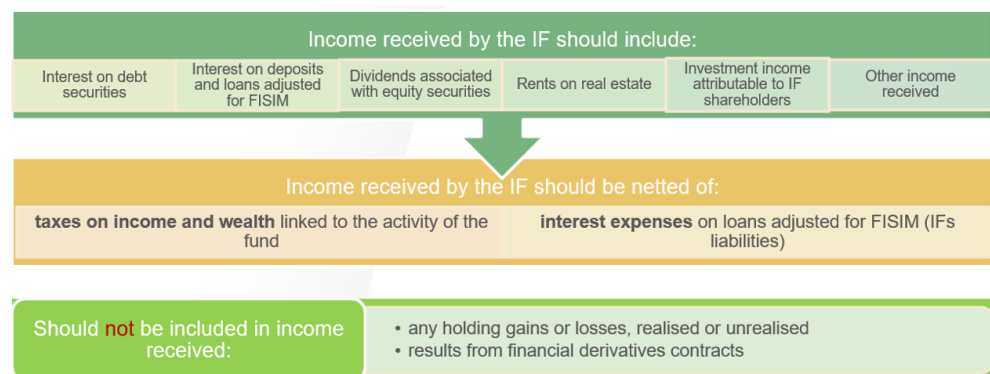 Income received by the IF should include:
Interest on debt
securities
Interest on deposits
and loans adjusted
for FISIM
Dividends associated
with equity securities
Rents on real estate
Investment income
attributable to IF
shareholders
Other income
received
Income received by the IF should be netted of:
taxes on income and wealth linked to the activity of the
fund
interest expenses on loans adjusted for FISIM (IFs
liabilities)
Should not be included in income
received:
• any holding gains or losses, realised or unrealised
• results from financial derivatives contracts